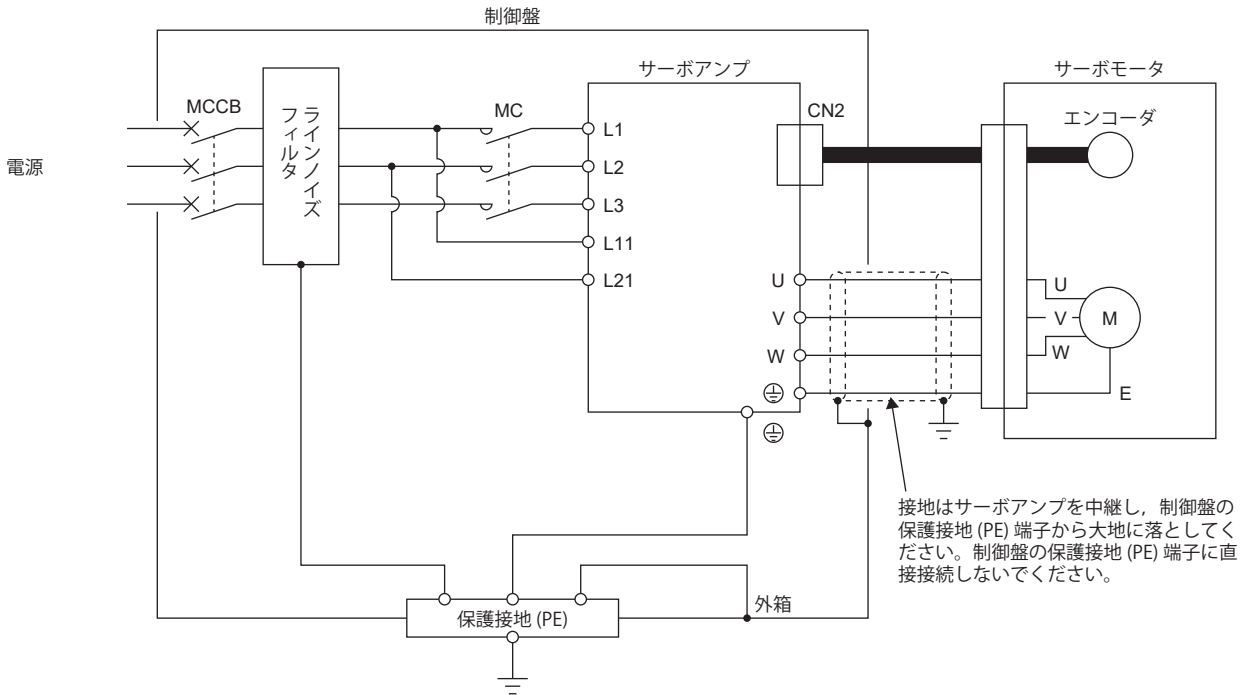 制御盤
サーボアンプ
サーボモータ
MCCB
ラインノイズ
フィルタ
MC
CN2
エンコーダ
電源
L1
L2
L3
L11
L21
U
V
W
U
V
W
M
E
接地はサーボアンプを中継し，制御盤の
保護接地 (PE) 端子から大地に落としてく
ださい。制御盤の保護接地 (PE) 端子に直
接接続しないでください。
外箱
保護接地 (PE)